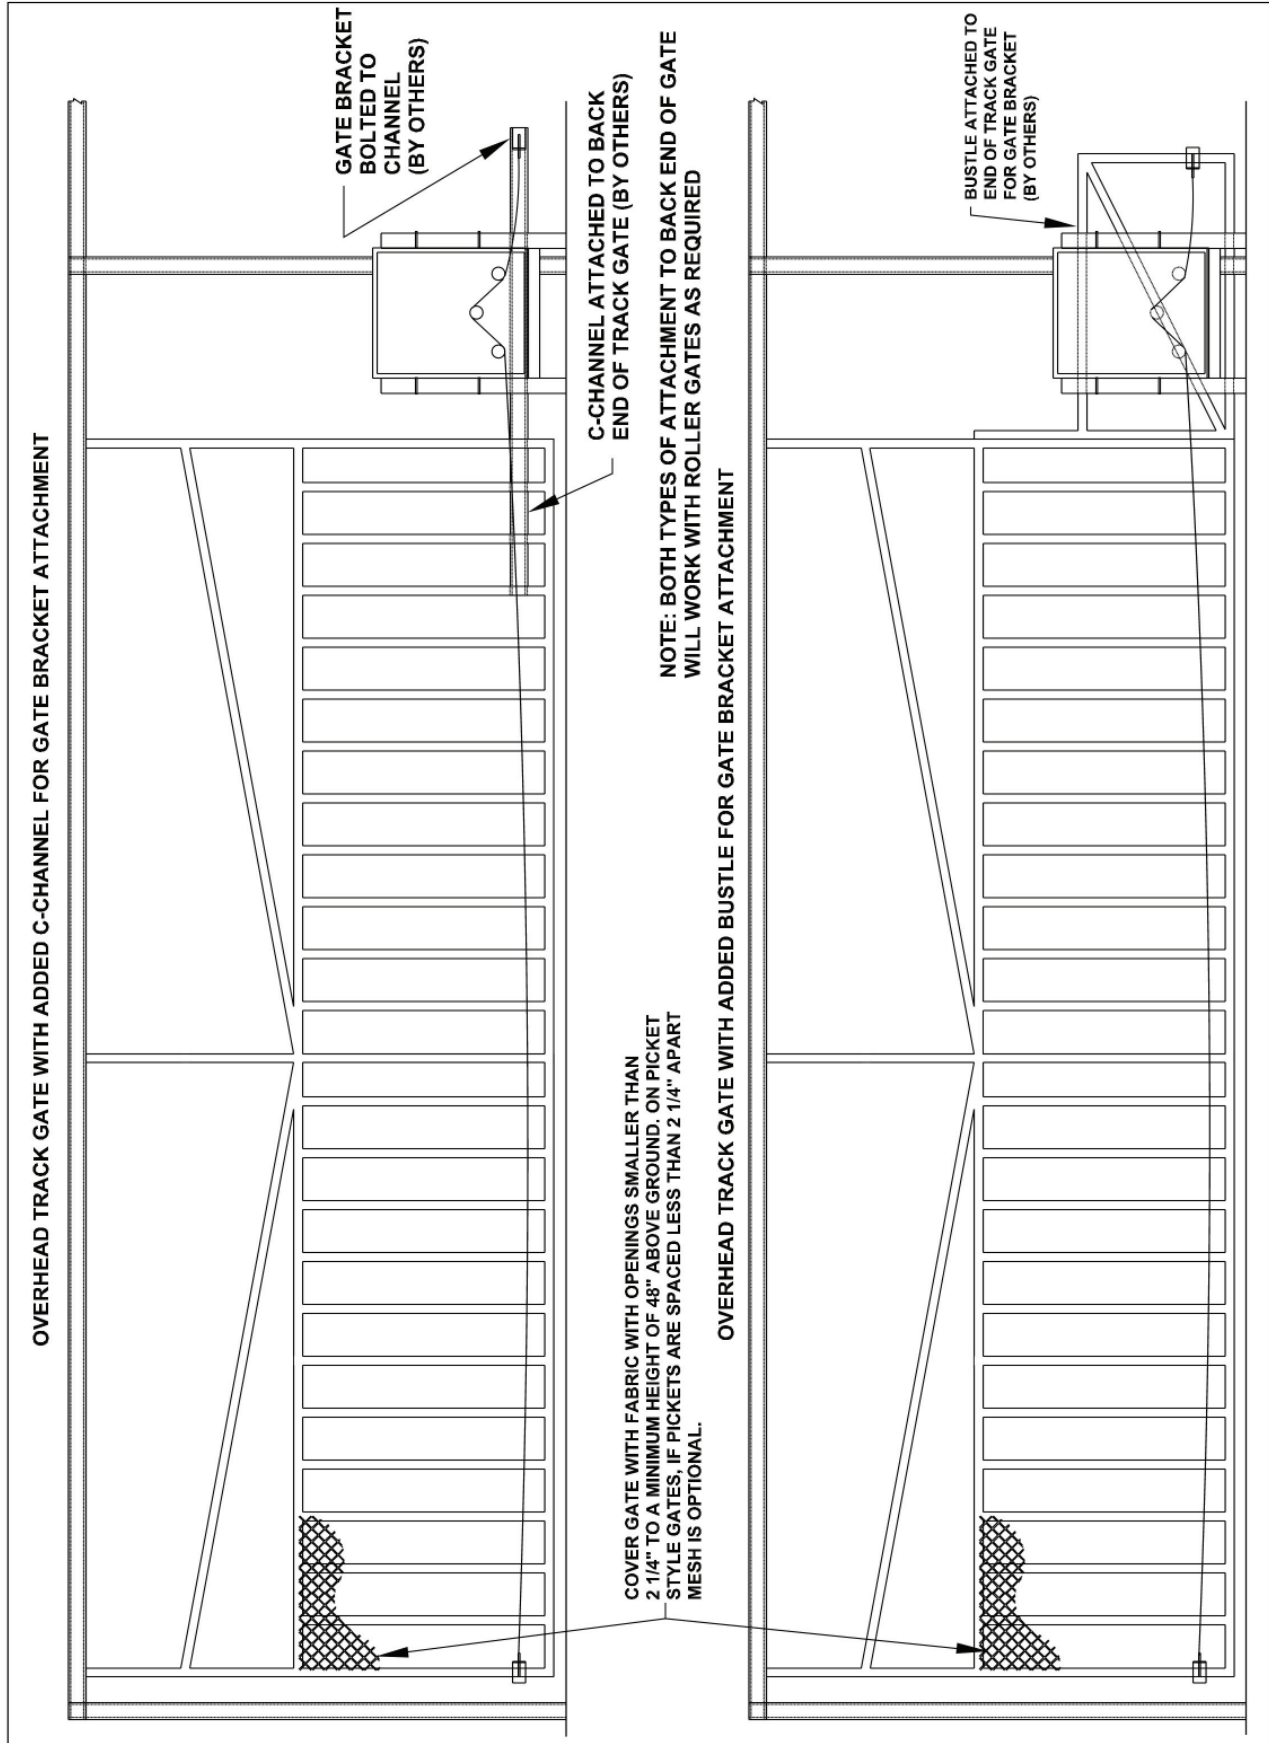 OVERHEAD TRACK GATE WITH ADDED C-CHANNEL FOR GATE BRACKET ATTACHMENT
GATE BRACKET
BOLTED TO
CHANNEL
(BY OTHERS)
C-CHANNEL ATTACHED TO BACK
END OF TRACK GATE (BY OTHERS)
NOTE: BOTH TYPES OF ATTACHMENT TO BACK END OF GATE
WILL WORK WITH ROLLER GATES AS REQUIRED
COVER GATE WITH FABRIC WITH OPENINGS SMALLER THAN
2 1/4" TO A MINIMUM HEIGHT OF 48" ABOVE GROUND. ON PICKET
STYLE GATES, IF PICKETS ARE SPACED LESS THAN 2 1/4" APART
MESH IS OPTIONAL.
OVERHEAD TRACK GATE WITH ADDED BUSTLE FOR GATE BRACKET ATTACHMENT
BUSTLE ATTACHED TO
END OF TRACK GATE
FOR GATE BRACKET
(BY OTHERS)